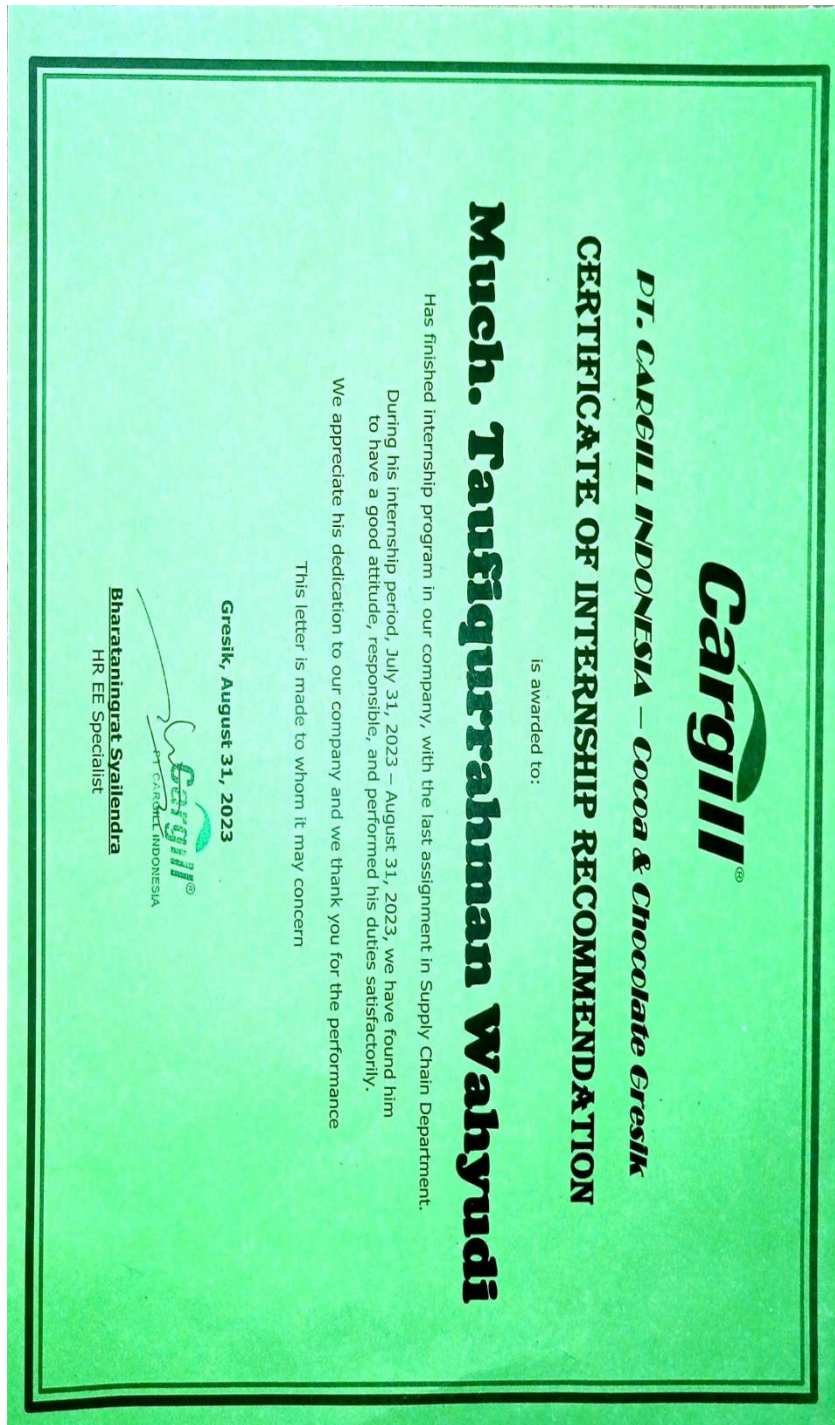 Cargill®
PT. CARGILL INDONESIA – Cocoa & Chocolate Gresik
CERTIFICATE OF INTERNSHIP RECOMMENDATION
is awarded to:
Much. Taufiqurrahman Wahyudi
Has finished internship program in our company, with the last assignment in Supply Chain Department.
During his internship period, July 31, 2023 – August 31, 2023, we have found him
to have a good attitude, responsible, and performed his duties satisfactorily.
We appreciate his dedication to our company and we thank you for the performance
This letter is made to whom it may concern
Gresik, August 31, 2023
Cargill®
PT CARGILL INDONESIA
Bharataningrat Syailendra
HR EE Specialist